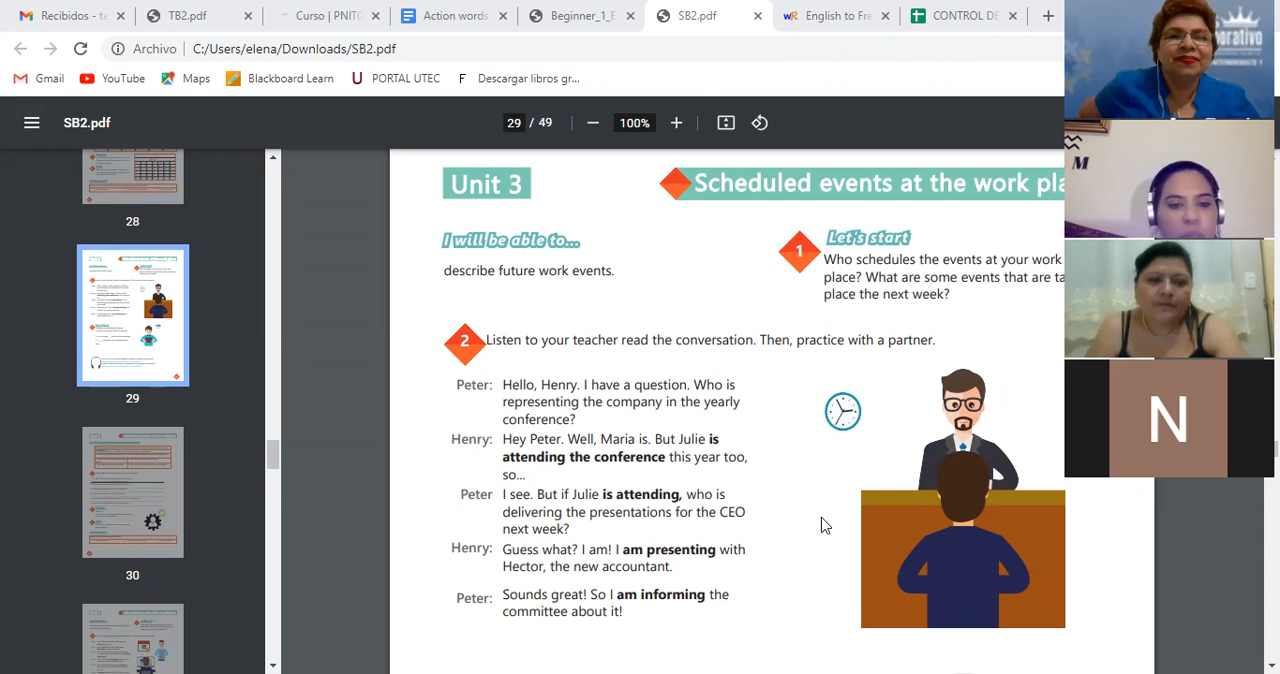 Recibidos - te
TB2.pdf
Curso | PNITC
Action words
Beginner_1_E
SB2.pdf
English to Fre
CONTROL DE
Archivo
C:/Users/elena/Downloads/SB2.pdf
Gmail
YouTube
Maps
Blackboard Learn
U PORTAL UTEC
F Descargar libros gr...
SB2.pdf
29 / 49
100%
28
29
30
Unit 3
Scheduled events at the work pla
I will be able to...
describe future work events.
1
Let's start
Who schedules the events at your work
place? What are some events that are ta
place the next week?
2
Listen to your teacher read the conversation. Then, practice with a partner.
Peter: Hello, Henry. I have a question. Who is
representing the company in the yearly
conference?
Henry: Hey Peter. Well, Maria is. But Julie is
attending the conference this year too,
so...
Peter I see. But if Julie is attending, who is
delivering the presentations for the CEO
next week?
Henry: Guess what? I am! I am presenting with
Hector, the new accountant.
Peter: Sounds great! So I am informing the
committee about it!
orativo
M
N